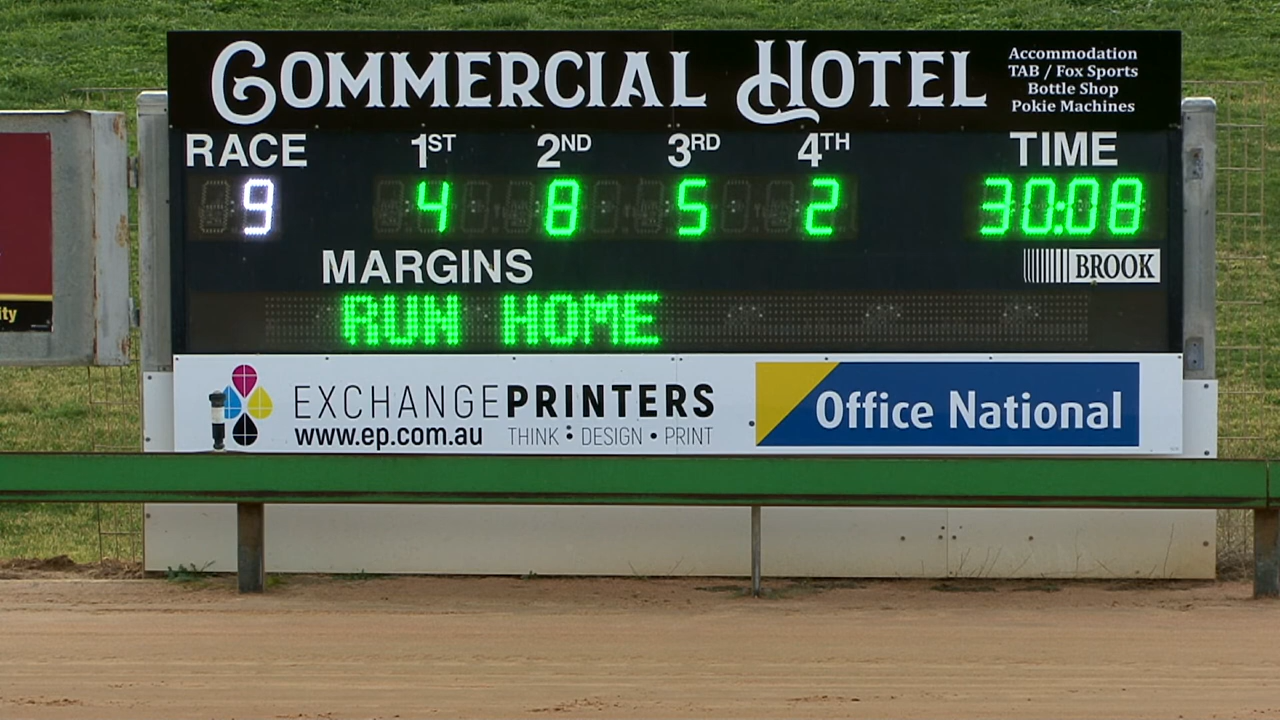 COMMERCIAL HOTEL
Accommodation
TAB / Fox Sports
Bottle Shop
Pokie Machines
RACE 1ST 2ND 3RD 4TH TIME
9 4 8 5 2 30:08
MARGINS
BROOK
RUN HOME
ity
EXCHANGEPRINTERS
www.ep.com.au THINK • DESIGN • PRINT
Office National